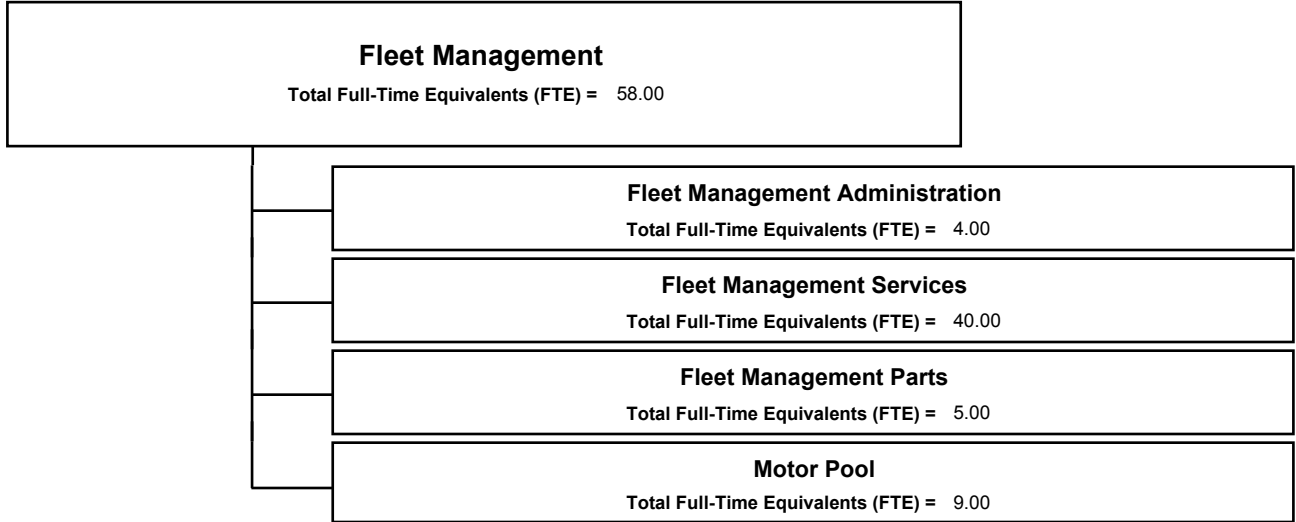 Fleet Management
Total Full-Time Equivalents (FTE) = 58.00
Fleet Management Administration
Total Full-Time Equivalents (FTE) = 4.00
Fleet Management Services
Total Full-Time Equivalents (FTE) = 40.00
Fleet Management Parts
Total Full-Time Equivalents (FTE) = 5.00
Motor Pool
Total Full-Time Equivalents (FTE) = 9.00